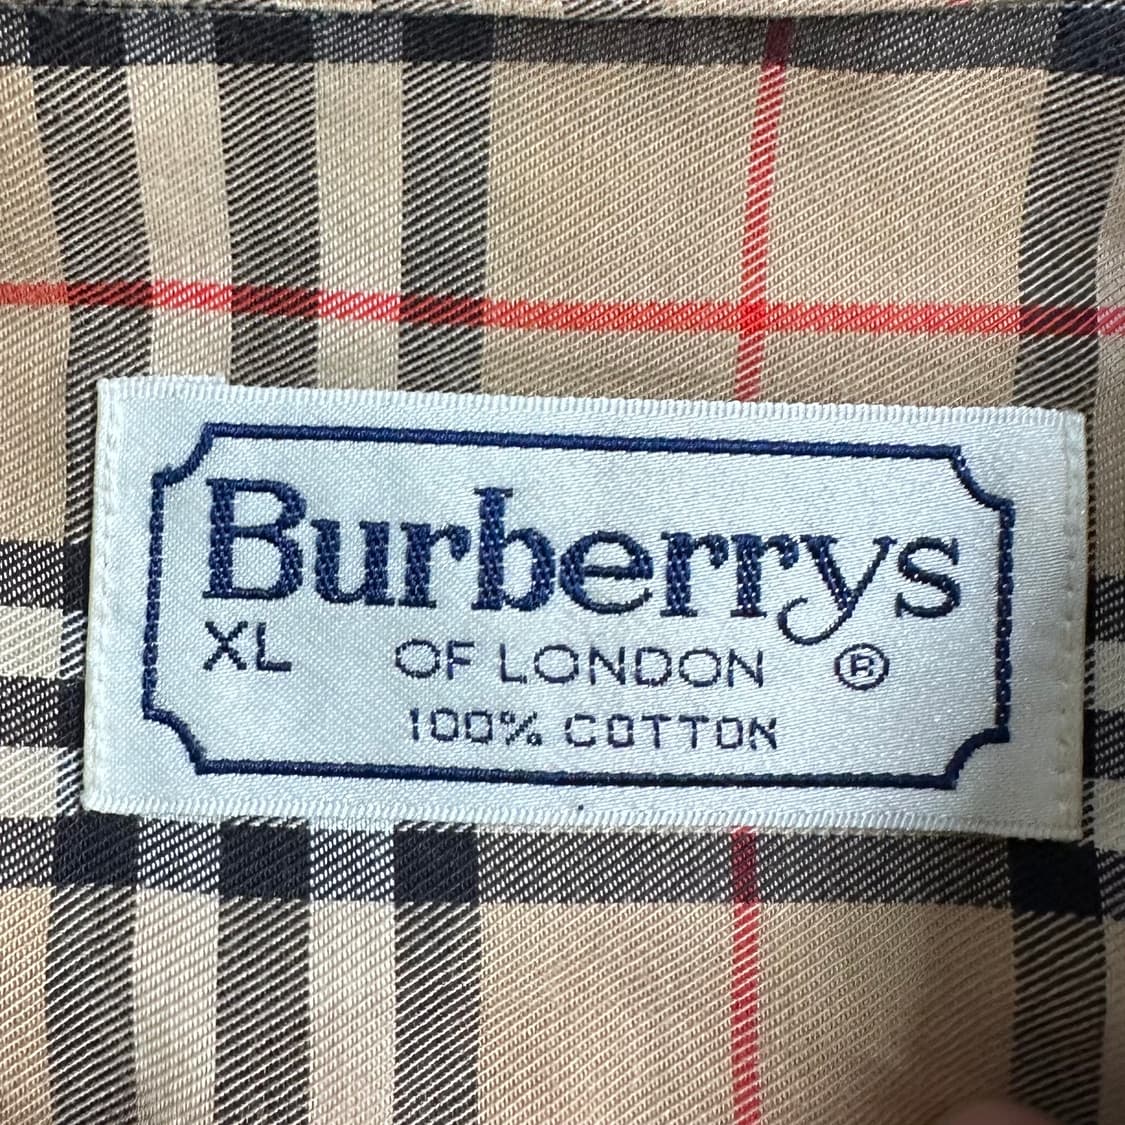 Burberrys
XL OF LONDON ®
100% COTTON